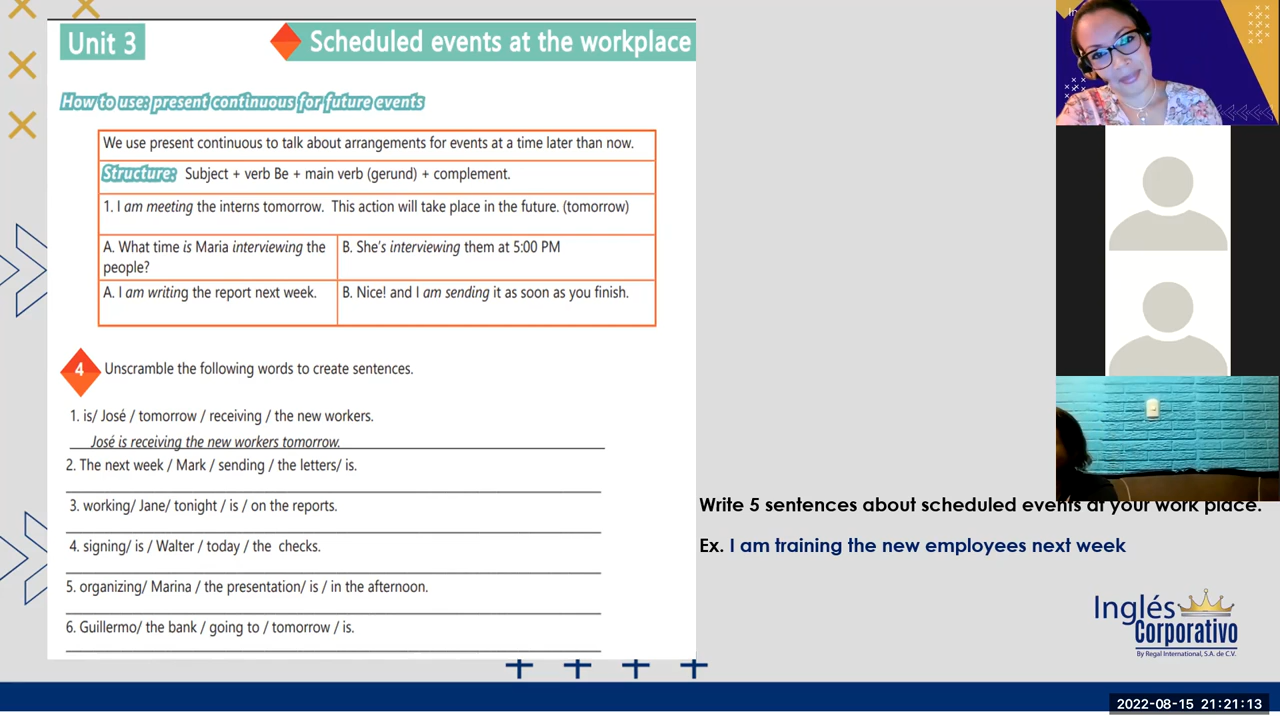 Unit 3
Scheduled events at the workplace
How to use: present continuous for future events
We use present continuous to talk about arrangements for events at a time later than now.
Structure: Subject + verb Be + main verb (gerund) + complement.
1. I am meeting the interns tomorrow. This action will take place in the future. (tomorrow)
A. What time is Maria interviewing the
people?
B. She's interviewing them at 5:00 PM
A. I am writing the report next week.
B. Nice! and I am sending it as soon as you finish.
4
Unscramble the following words to create sentences.
1. is/ José / tomorrow / receiving / the new workers.
José is receiving the new workers tomorrow.
2. The next week / Mark / sending / the letters/ is.
3. working/ Jane/ tonight / is / on the reports.
4. signing/ is / Walter / today / the checks.
5. organizing/ Marina / the presentation/ is / in the afternoon.
6. Guillermo/ the bank / going to / tomorrow / is.
Write 5 sentences about scheduled events at your work place.
Ex. I am training the new employees next week
Inglés
Corporativo
By Regal International, S.A. de C.V.
2022-08-15 21:21:13